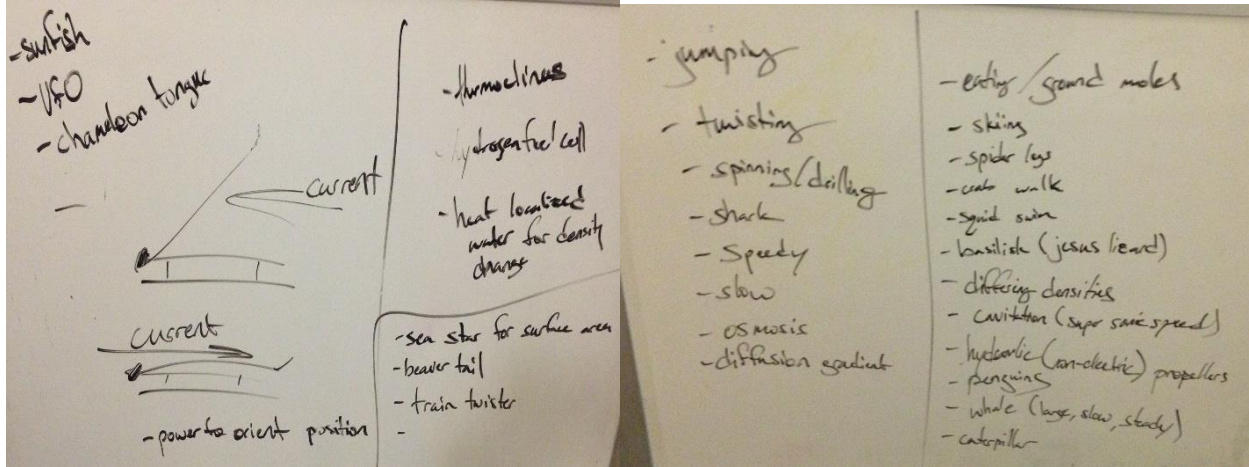 - sunfish
- UFO
- chameleon tongue
current
-
current
- power to orient position
- thermoclines
- hydrogen fuel cell
- heat localized
water for density
change
- sea star for surface area
- beaver tail
- train twister
-
- jumping
- twisting
- spinning/drilling
- shark
- speedy
- slow
- osmosis
- diffusion gradient
- eating/ground moles
- skiing
- spider legs
- crab walk
- squid swim
- basilisk (jesus lizard)
- differing densities
- cavitation (super sonic speed)
- hydraulic (non-electric) propellers
- penguins
- whale (large, slow, steady)
- caterpillar